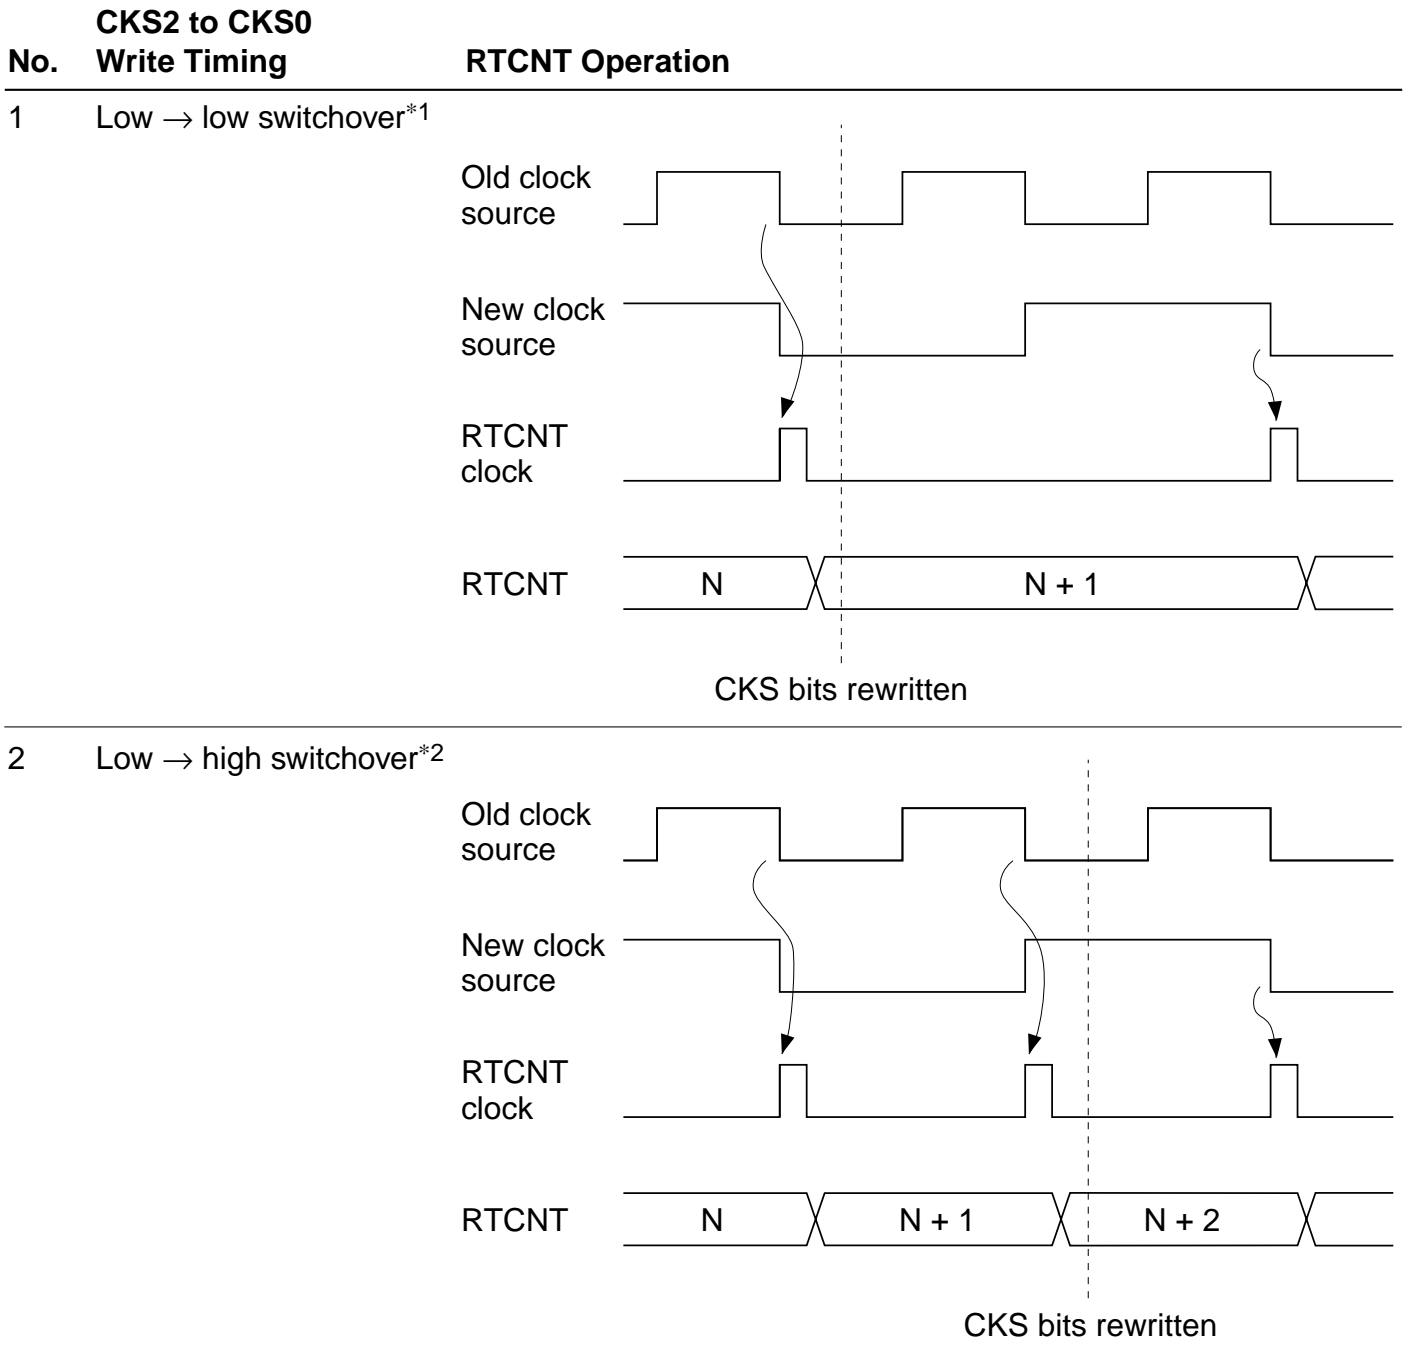 CKS2 to CKS0
No. Write Timing RTCNT Operation
1 Low → low switchover*1
Old clock
source
New clock
source
RTCNT
clock
RTCNT N N + 1
CKS bits rewritten
2 Low → high switchover*2
Old clock
source
New clock
source
RTCNT
clock
RTCNT N N + 1 N + 2
CKS bits rewritten